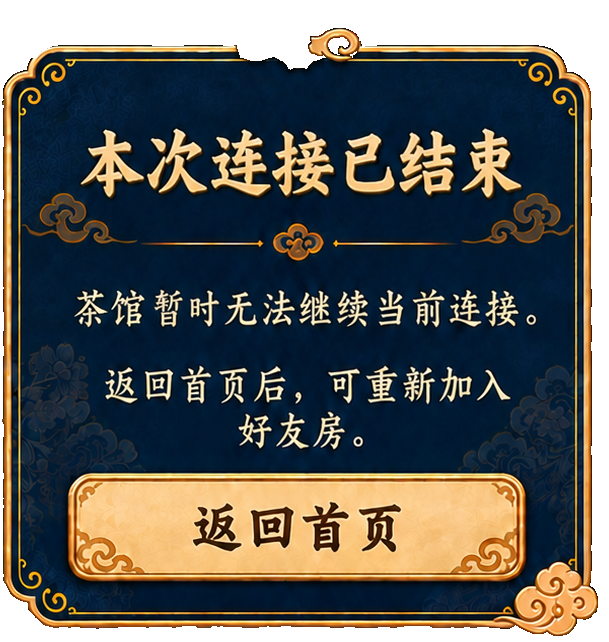 本次连接已结束
茶馆暂时无法继续当前连接。
返回首页后，可重新加入
好友房。
返回首页